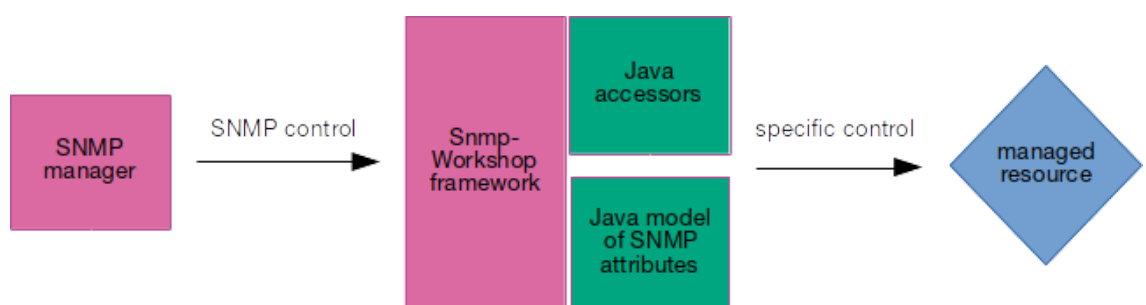 SNMP
manager
SNMP control
Snmp-
Workshop
framework
Java
accessors
Java model
of SNMP
attributes
specific control
managed
resource